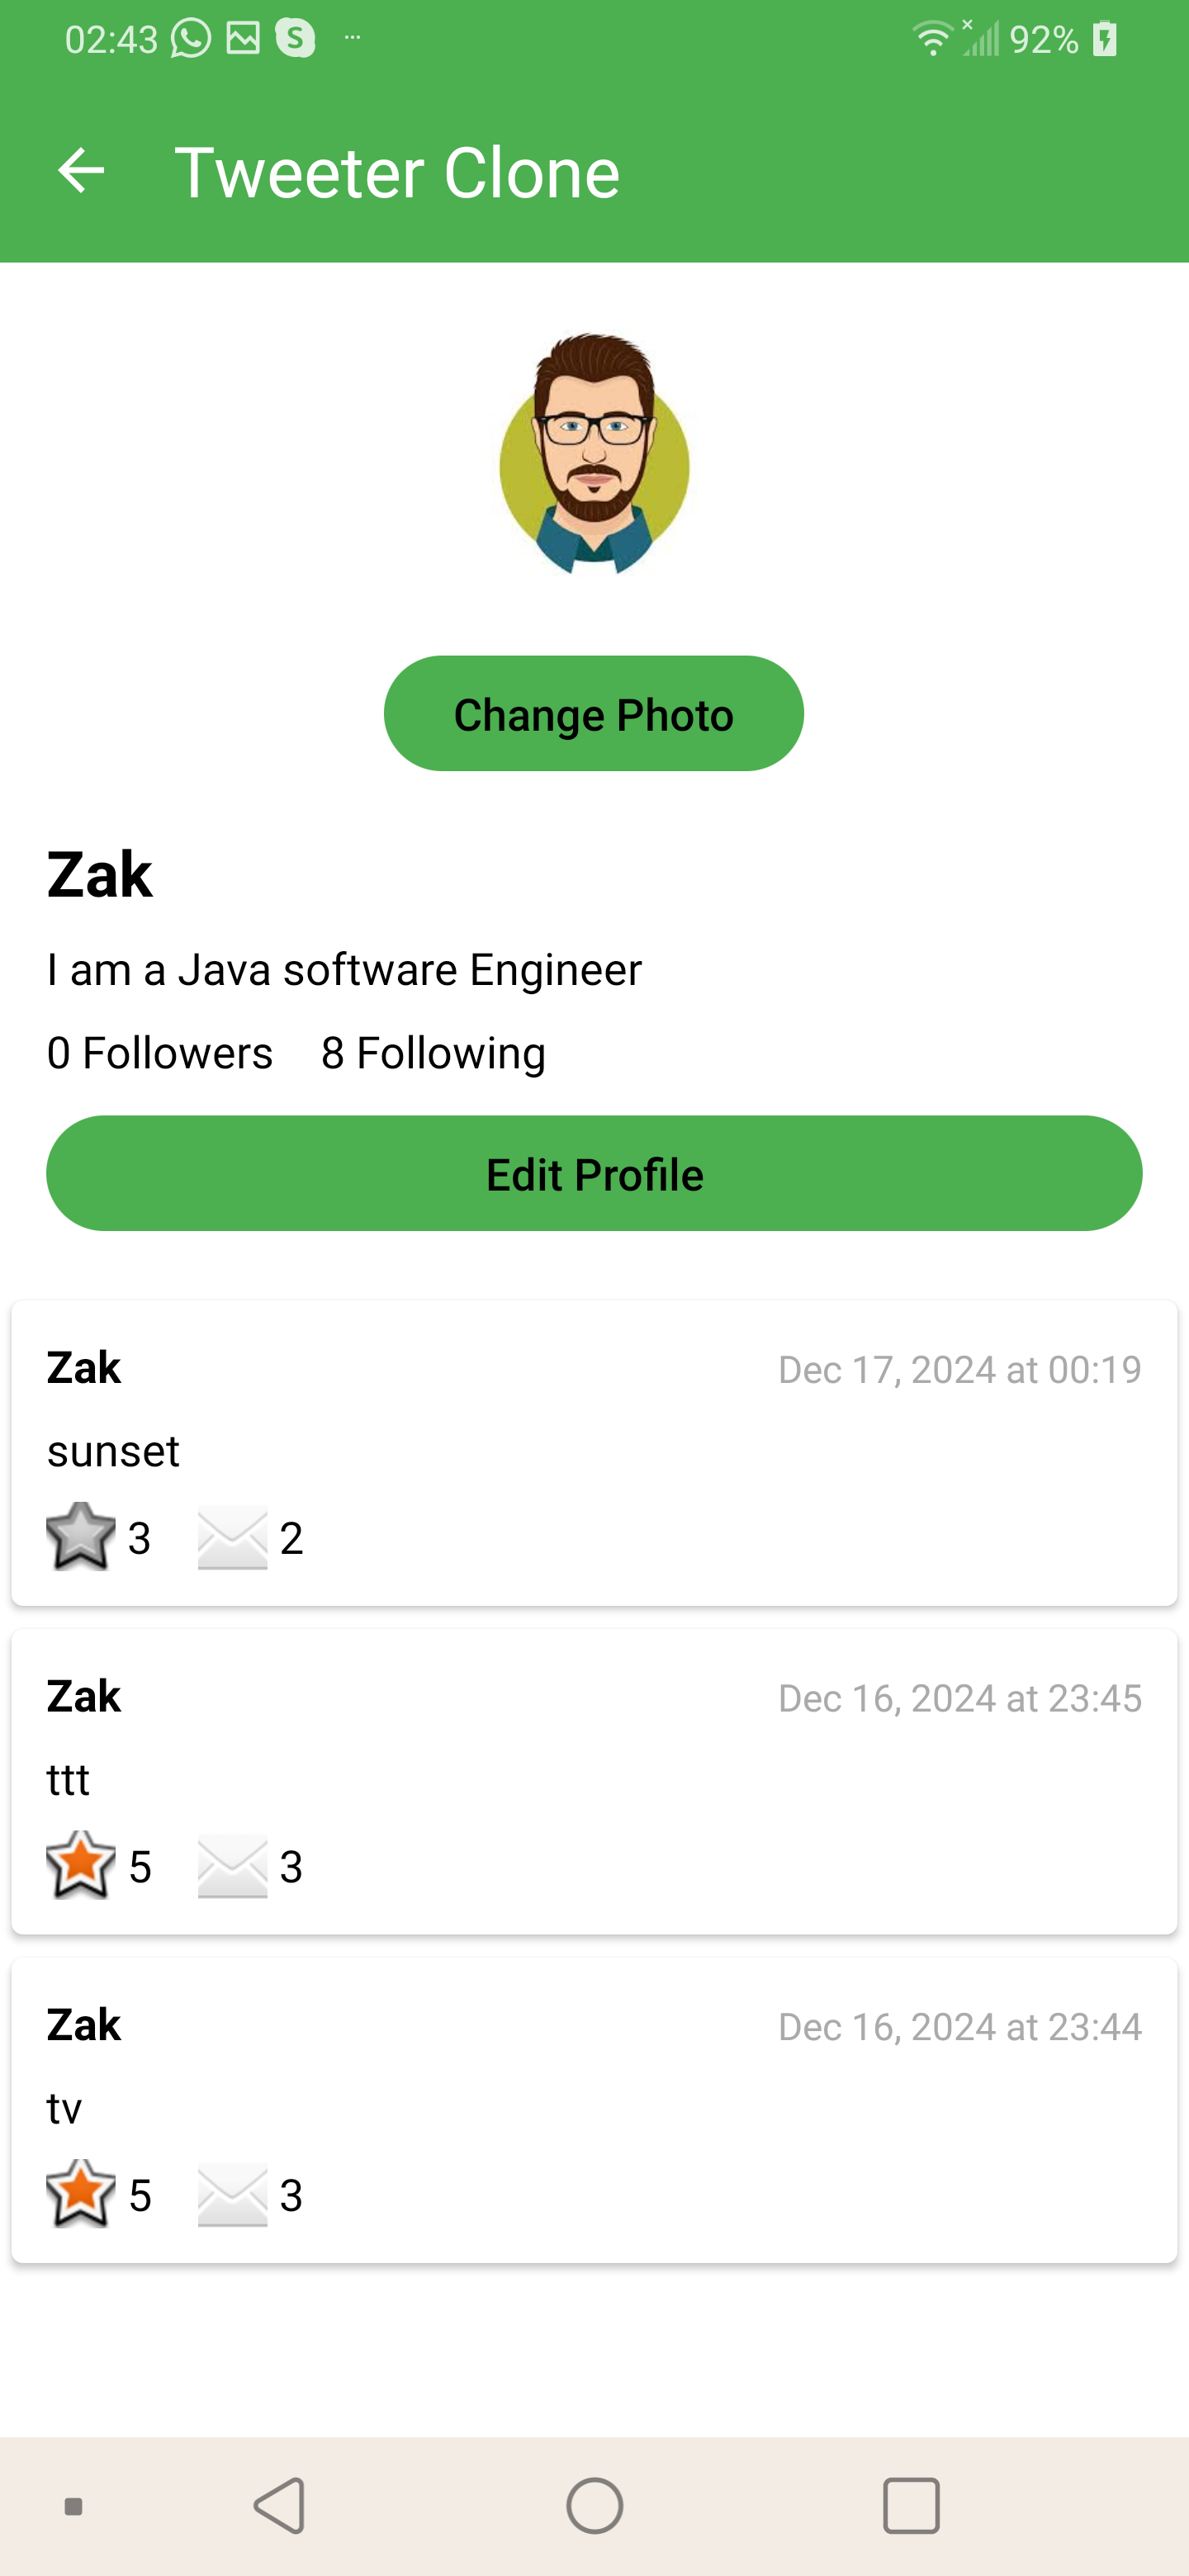 02:43 S ... 92%
Tweeter Clone
Change Photo
Zak
I am a Java software Engineer
0 Followers 8 Following
Edit Profile
Zak Dec 17, 2024 at 00:19
sunset
3 2
Zak Dec 16, 2024 at 23:45
ttt
5 3
Zak Dec 16, 2024 at 23:44
tv
5 3